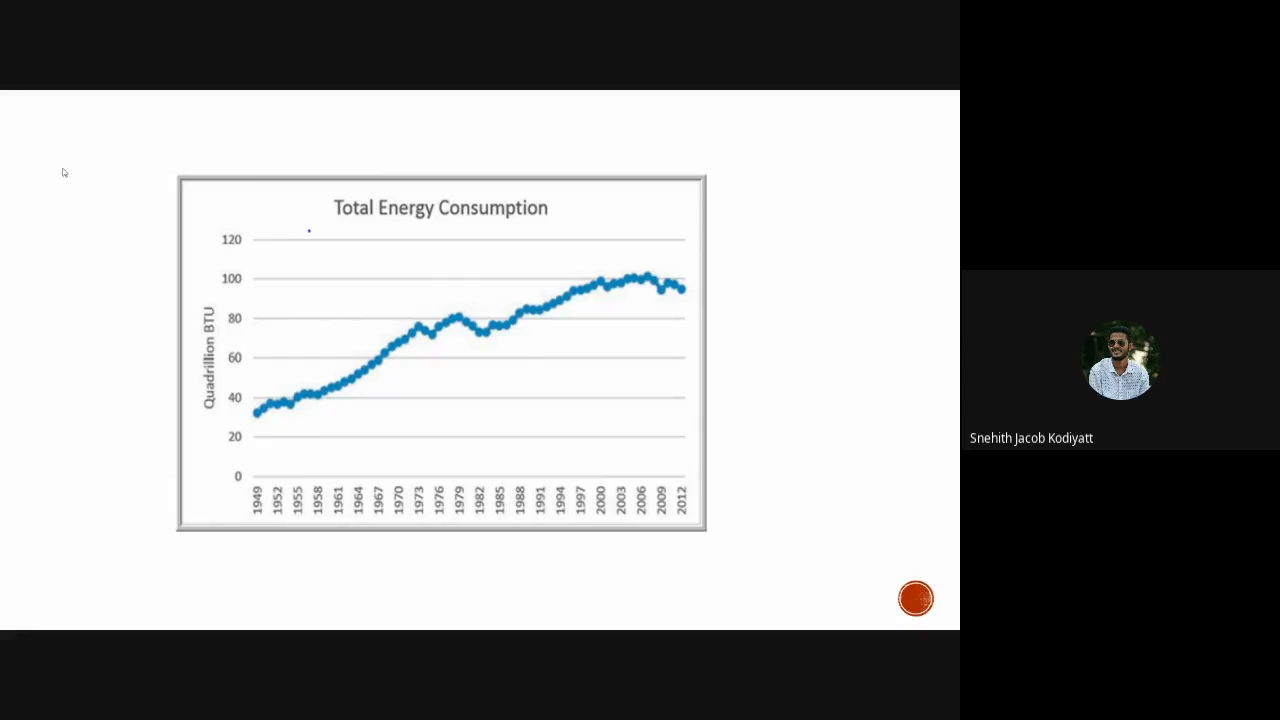 Total Energy Consumption
120
100
80
60
40
20
0
Quadrillion BTU
1949 1952 1955 1958 1961 1964 1967 1970 1973 1976 1979 1982 1985 1988 1991 1994 1997 2000 2003 2006 2009 2012
Snehith Jacob Kodiyatt